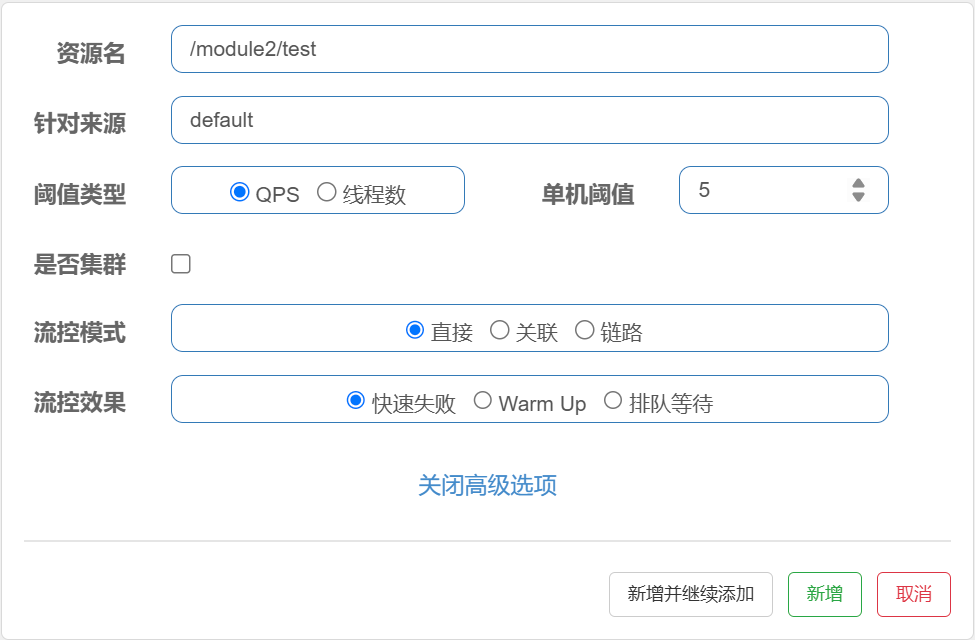 资源名 /module2/test
针对来源 default
阈值类型 QPS 线程数 单机阈值 5
是否集群
流控模式 直接 关联 链路
流控效果 快速失败 Warm Up 排队等待
关闭高级选项
新增并继续添加 新增 取消